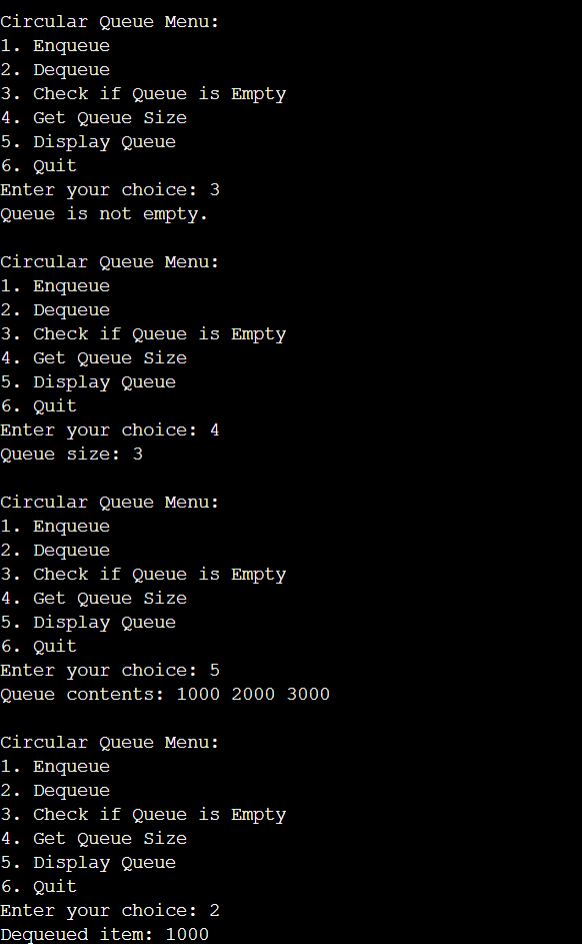 Circular Queue Menu:
1. Enqueue
2. Dequeue
3. Check if Queue is Empty
4. Get Queue Size
5. Display Queue
6. Quit
Enter your choice: 3
Queue is not empty.
Circular Queue Menu:
1. Enqueue
2. Dequeue
3. Check if Queue is Empty
4. Get Queue Size
5. Display Queue
6. Quit
Enter your choice: 4
Queue size: 3
Circular Queue Menu:
1. Enqueue
2. Dequeue
3. Check if Queue is Empty
4. Get Queue Size
5. Display Queue
6. Quit
Enter your choice: 5
Queue contents: 1000 2000 3000
Circular Queue Menu:
1. Enqueue
2. Dequeue
3. Check if Queue is Empty
4. Get Queue Size
5. Display Queue
6. Quit
Enter your choice: 2
Dequeued item: 1000